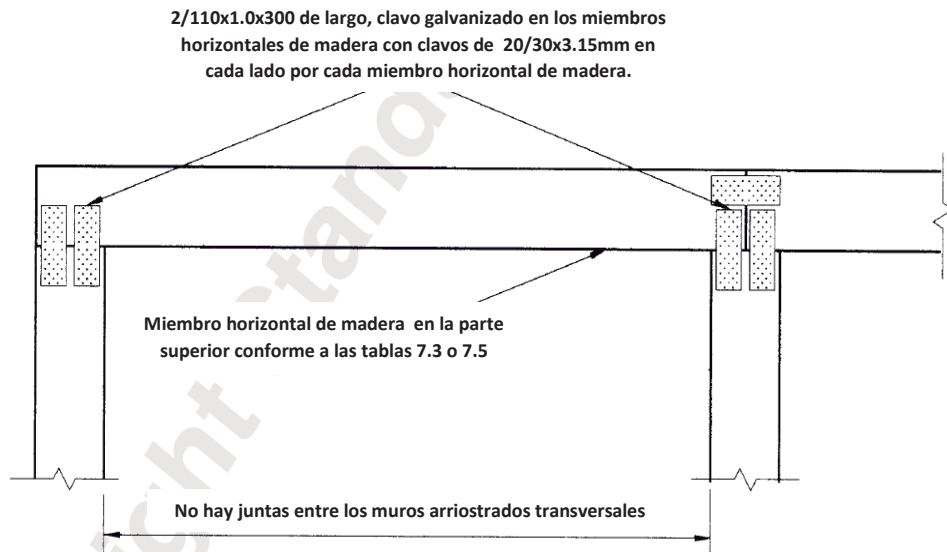 2/110x1.0x300 de largo, clavo galvanizado en los miembros
horizontales de madera con clavos de 20/30x3.15mm en
cada lado por cada miembro horizontal de madera.
Miembro horizontal de madera en la parte
superior conforme a las tablas 7.3 o 7.5
No hay juntas entre los muros arriostrados transversales